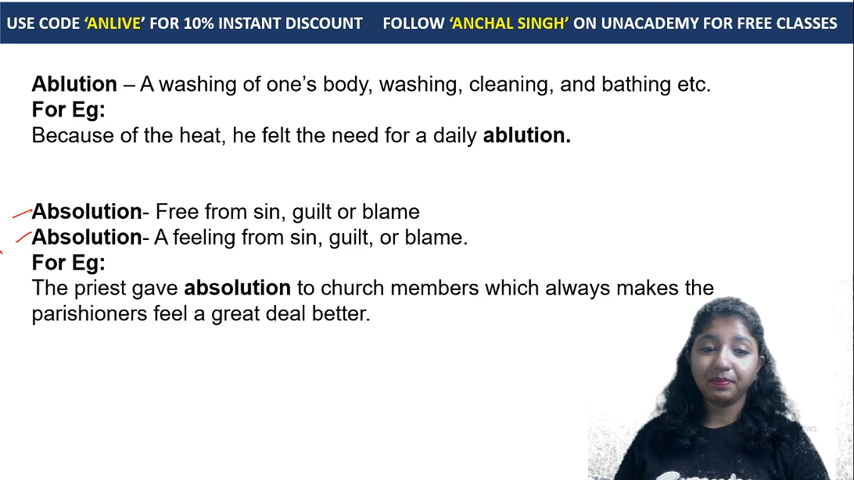 USE CODE ‘ANLIVE’ FOR 10% INSTANT DISCOUNT FOLLOW ‘ANCHAL SINGH’ ON UNACADEMY FOR FREE CLASSES
Ablution – A washing of one’s body, washing, cleaning, and bathing etc.
For Eg:
Because of the heat, he felt the need for a daily ablution.
Absolution- Free from sin, guilt or blame
Absolution- A feeling from sin, guilt, or blame.
For Eg:
The priest gave absolution to church members which always makes the
parishioners feel a great deal better.